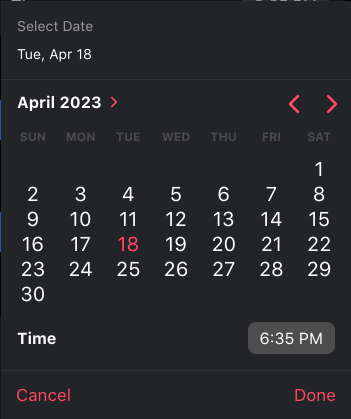 Select Date
Tue, Apr 18
April 2023
SUN MON TUE WED THU FRI SAT
1
2 3 4 5 6 7 8
9 10 11 12 13 14 15
16 17 18 19 20 21 22
23 24 25 26 27 28 29
30
Time 6:35 PM
Cancel Done